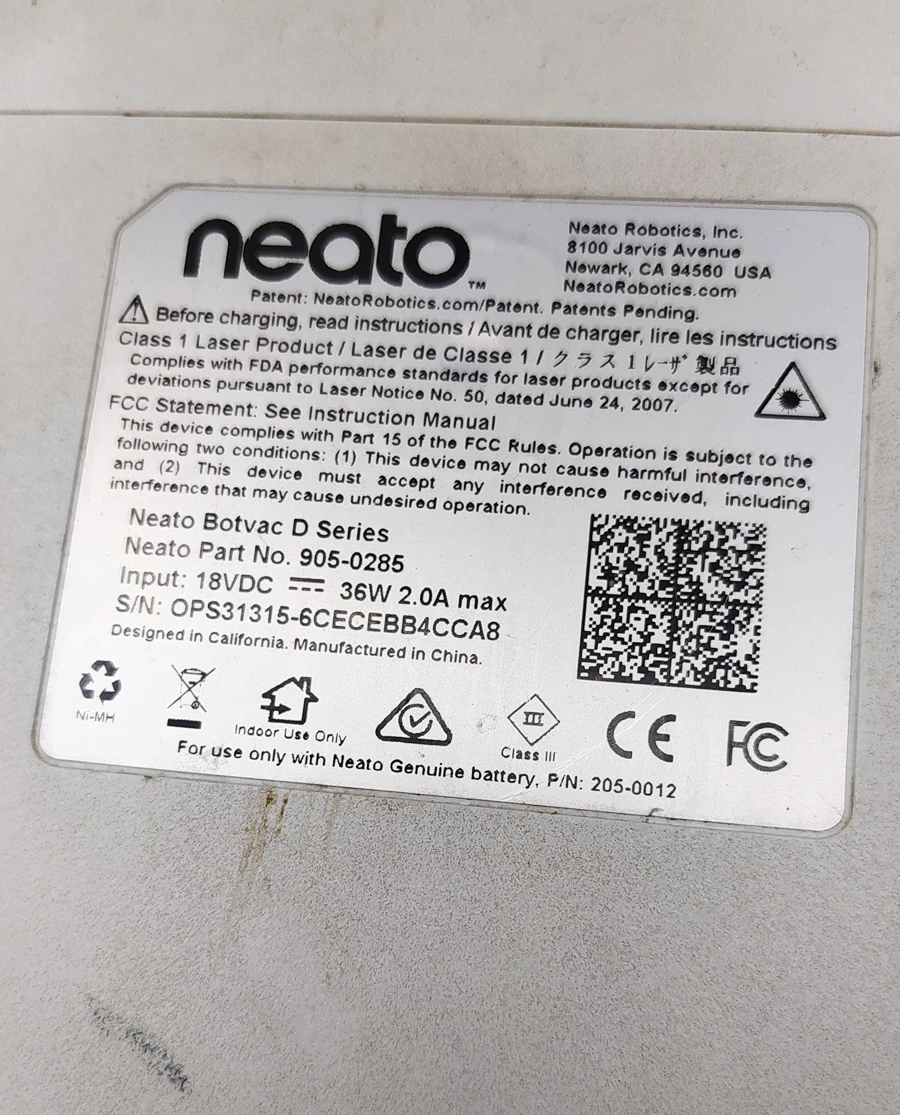 neato™
Neato Robotics, Inc.
8100 Jarvis Avenue
Newark, CA 94560 USA
NeatoRobotics.com
Patent: NeatoRobotics.com/Patent. Patents Pending.
Before charging, read instructions / Avant de charger, lire les instructions
Class 1 Laser Product / Laser de Classe 1 / クラス 1 レーザ 製品
Complies with FDA performance standards for laser products except for
deviations pursuant to Laser Notice No. 50, dated June 24, 2007.
FCC Statement: See Instruction Manual
This device complies with Part 15 of the FCC Rules. Operation is subject to the
following two conditions: (1) This device may not cause harmful interference,
and (2) This device must accept any interference received, including
interference that may cause undesired operation.
Neato Botvac D Series
Neato Part No. 905-0285
Input: 18VDC ⎓ 36W 2.0A max
S/N: OPS31315-6CECEBB4CCA8
Designed in California. Manufactured in China.
Ni-MH
Indoor Use Only
III
Class III
CE
FC
For use only with Neato Genuine battery, P/N: 205-0012